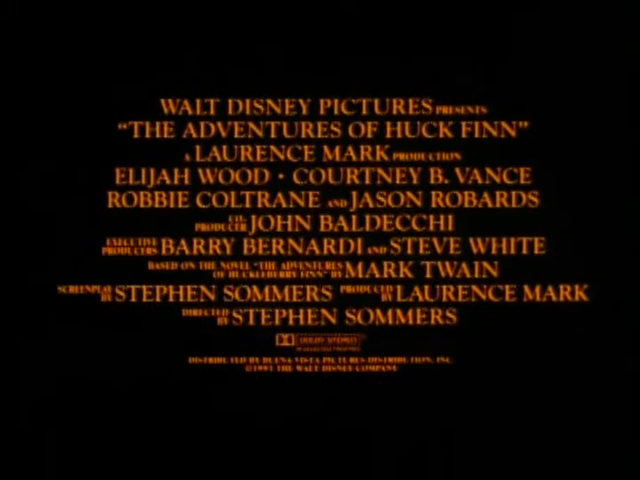 WALT DISNEY PICTURES PRESENTS
"THE ADVENTURES OF HUCK FINN"
A LAURENCE MARK PRODUCTION
ELIJAH WOOD • COURTNEY B. VANCE
ROBBIE COLTRANE AND JASON ROBARDS
CO-PRODUCER JOHN BALDECCHI
EXECUTIVE PRODUCERS BARRY BERNARDI AND STEVE WHITE
BASED ON THE NOVEL "THE ADVENTURES OF HUCKLEBERRY FINN" BY MARK TWAIN
SCREENPLAY BY STEPHEN SOMMERS PRODUCED BY LAURENCE MARK
DIRECTED BY STEPHEN SOMMERS
DOLBY STEREO
DISTRIBUTED BY BUENA VISTA PICTURES DISTRIBUTION, INC.
©1993 THE WALT DISNEY COMPANY